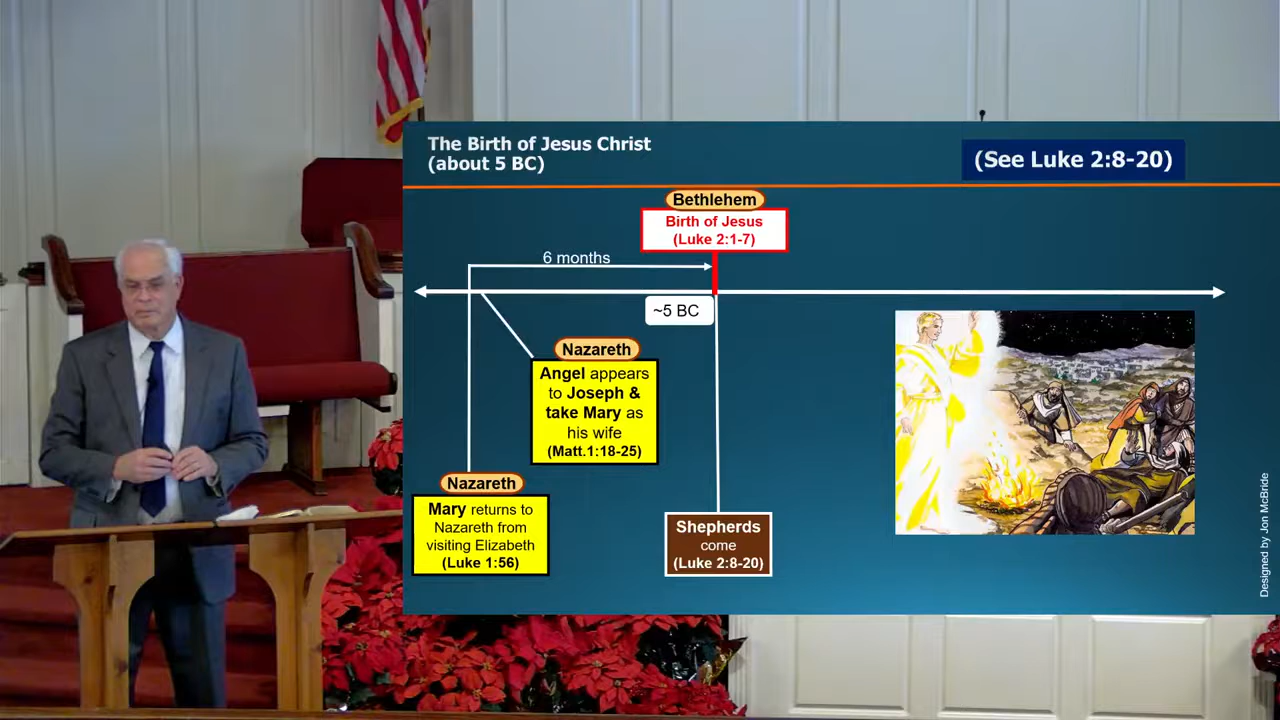 The Birth of Jesus Christ
(about 5 BC)
(See Luke 2:8-20)
Bethlehem
Birth of Jesus
(Luke 2:1-7)
6 months
~5 BC
Nazareth
Angel appears
to Joseph &
take Mary as
his wife
(Matt.1:18-25)
Nazareth
Mary returns to
Nazareth from
visiting Elizabeth
(Luke 1:56)
Shepherds
come
(Luke 2:8-20)
Designed by Jon McBride